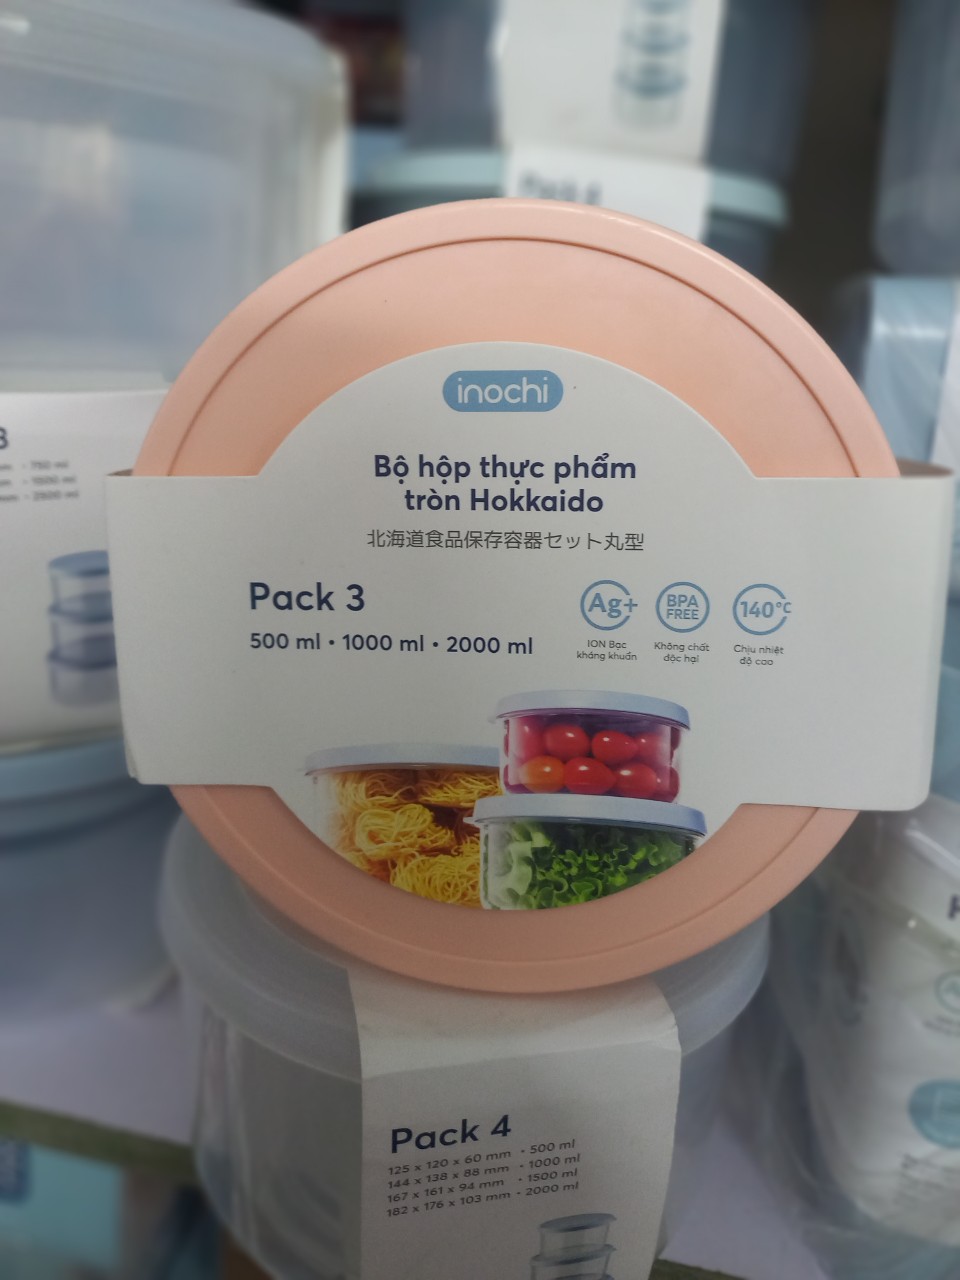 inochi
Bộ hộp thực phẩm
tròn Hokkaido
北海道食品保存容器セット丸型
Pack 3
500 ml • 1000 ml • 2000 ml
Ag+
ION Bạc
kháng khuẩn
BPA
FREE
Không chất
độc hại
140°C
Chịu nhiệt
độ cao
Pack 4
125 x 120 x 60 mm • 500 ml
144 x 138 x 88 mm • 1000 ml
167 x 161 x 94 mm • 1500 ml
182 x 176 x 103 mm • 2000 ml